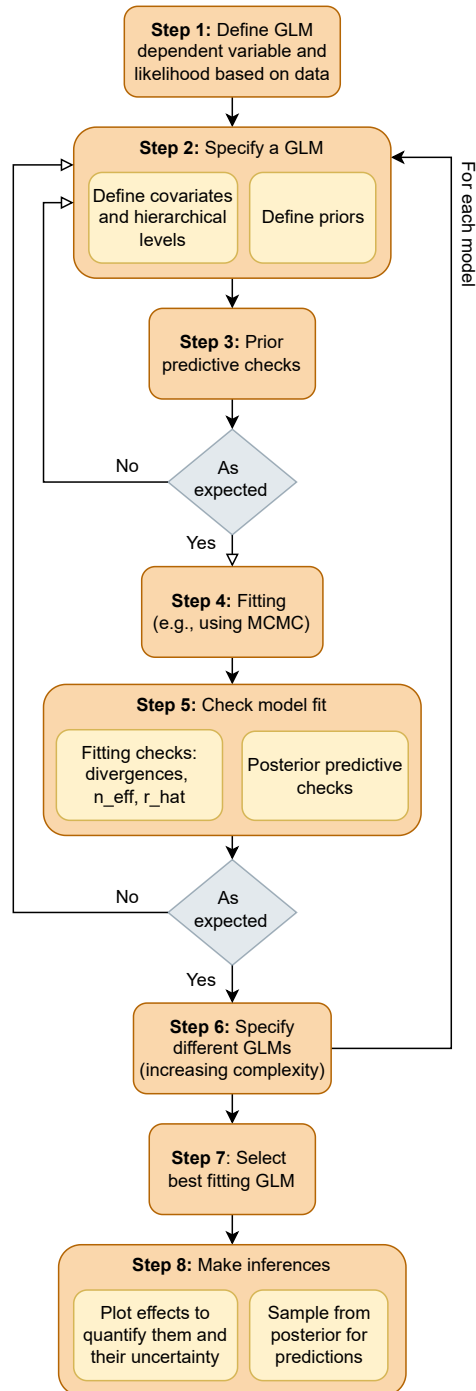 Step 1: Define GLM
dependent variable and
likelihood based on data
Step 2: Specify a GLM
Define covariates
and hierarchical
levels
Define priors
For each model
Step 3: Prior
predictive checks
No
As
expected
Yes
Step 4: Fitting
(e.g., using MCMC)
Step 5: Check model fit
Fitting checks:
divergences,
n_eff, r_hat
Posterior predictive
checks
No
As
expected
Yes
Step 6: Specify
different GLMs
(increasing complexity)
Step 7: Select
best fitting GLM
Step 8: Make inferences
Plot effects to
quantify them and
their uncertainty
Sample from
posterior for
predictions